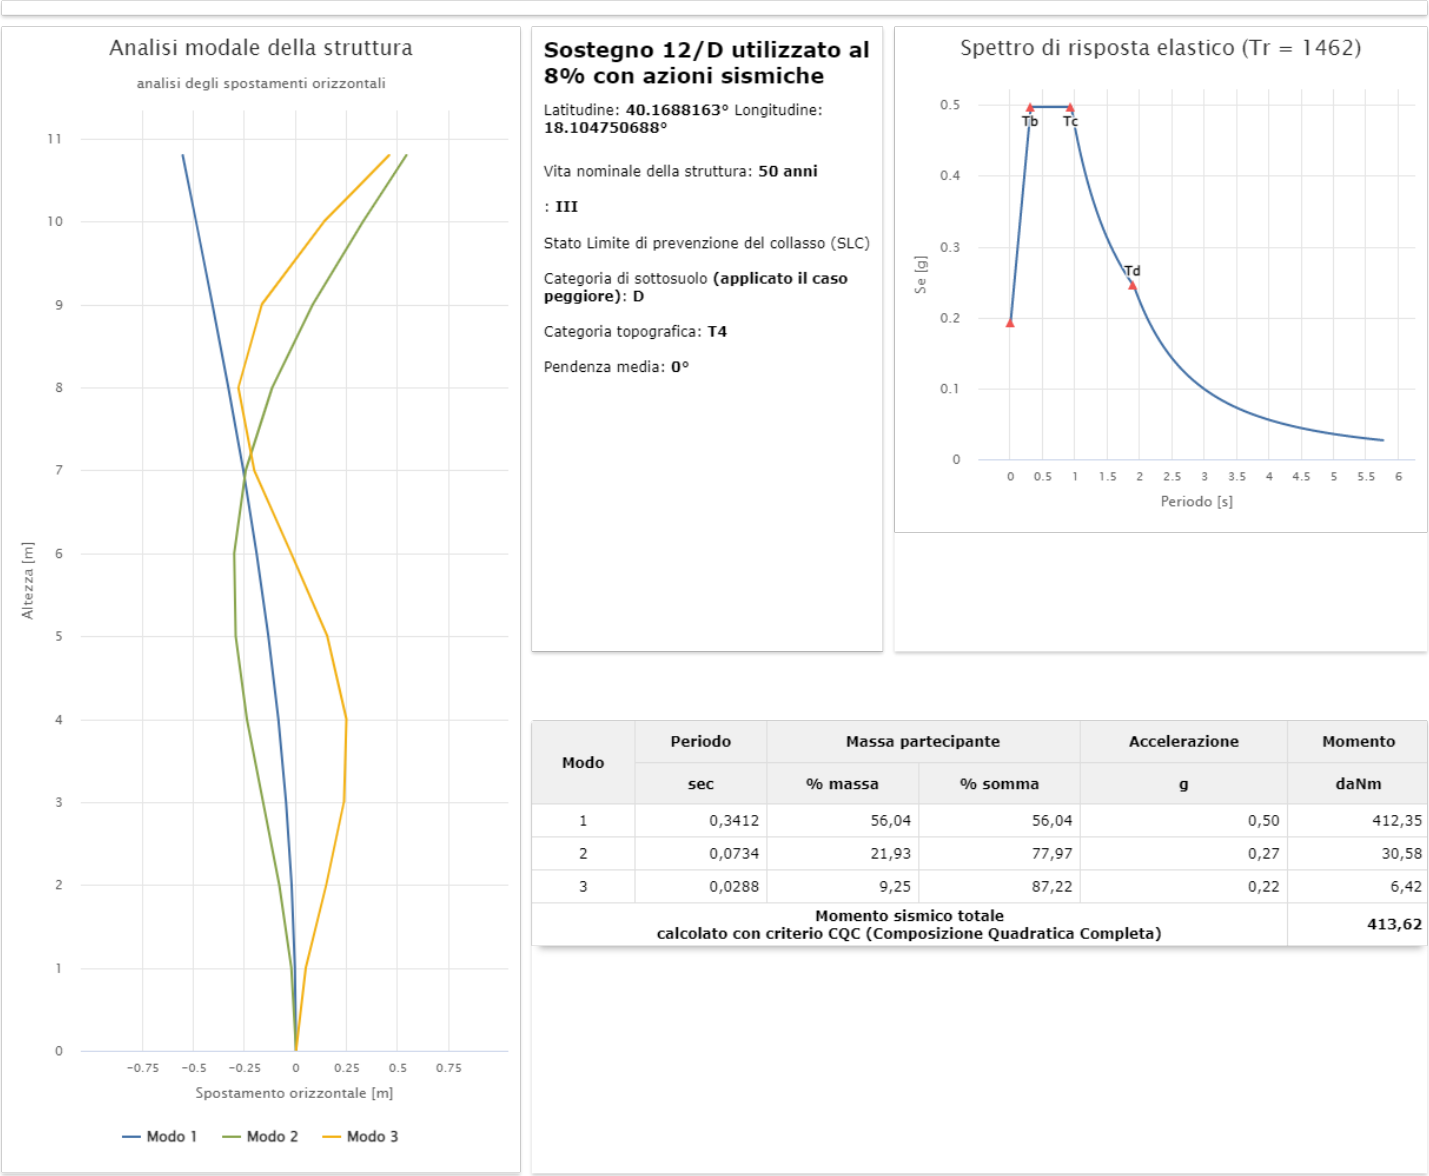 Analisi modale della struttura
analisi degli spostamenti orizzontali
11
10
9
8
7
6
5
4
3
2
1
0
Altezza [m]
-0.75 -0.5 -0.25 0 0.25 0.5 0.75
Spostamento orizzontale [m]
Modo 1 Modo 2 Modo 3
Sostegno 12/D utilizzato al
8% con azioni sismiche
Latitudine: 40.1688163° Longitudine:
18.104750688°
Vita nominale della struttura: 50 anni
: III
Stato Limite di prevenzione del collasso (SLC)
Categoria di sottosuolo (applicato il caso
peggiore): D
Categoria topografica: T4
Pendenza media: 0°
Spettro di risposta elastico (Tr = 1462)
0.5
0.4
0.3
0.2
0.1
0
Se [g]
Tb Tc
Td
0 0.5 1 1.5 2 2.5 3 3.5 4 4.5 5 5.5 6
Periodo [s]
Modo Periodo Massa partecipante Accelerazione Momento
sec % massa % somma g daNm
1 0,3412 56,04 56,04 0,50 412,35
2 0,0734 21,93 77,97 0,27 30,58
3 0,0288 9,25 87,22 0,22 6,42
Momento sismico totale
calcolato con criterio CQC (Composizione Quadratica Completa) 413,62